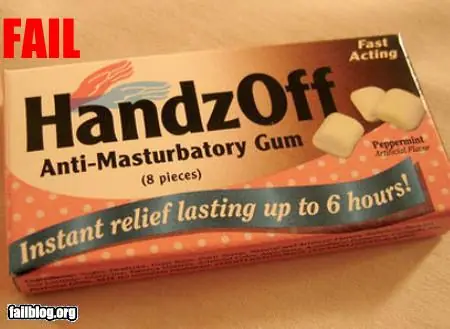 FAIL
Fast
Acting
HandzOff
Anti-Masturbatory Gum
(8 pieces)
Peppermint
Artificial Flavor
Instant relief lasting up to 6 hours!
failblog.org